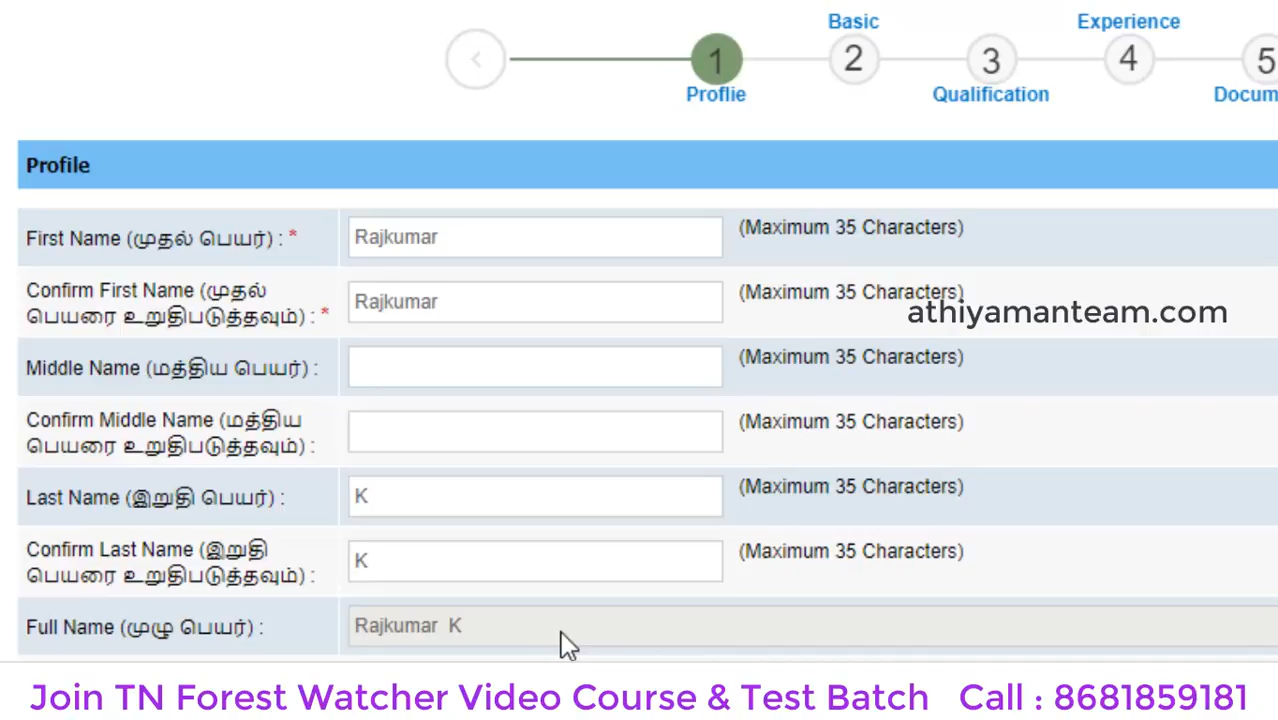 Basic
Experience
1
2
3
4
5
Proflie
Qualification
Docum
Profile
First Name (முதல் பெயர்) : *
Rajkumar
(Maximum 35 Characters)
Confirm First Name (முதல்
பெயரை உறுதிபடுத்தவும்) : *
Rajkumar
(Maximum 35 Characters)
athiyamanteam.com
Middle Name (மத்திய பெயர்) :
(Maximum 35 Characters)
Confirm Middle Name (மத்திய
பெயரை உறுதிபடுத்தவும்) :
(Maximum 35 Characters)
Last Name (இறுதி பெயர்) :
K
(Maximum 35 Characters)
Confirm Last Name (இறுதி
பெயரை உறுதிபடுத்தவும்) :
K
(Maximum 35 Characters)
Full Name (முழு பெயர்) :
Rajkumar K
Join TN Forest Watcher Video Course & Test Batch Call : 8681859181